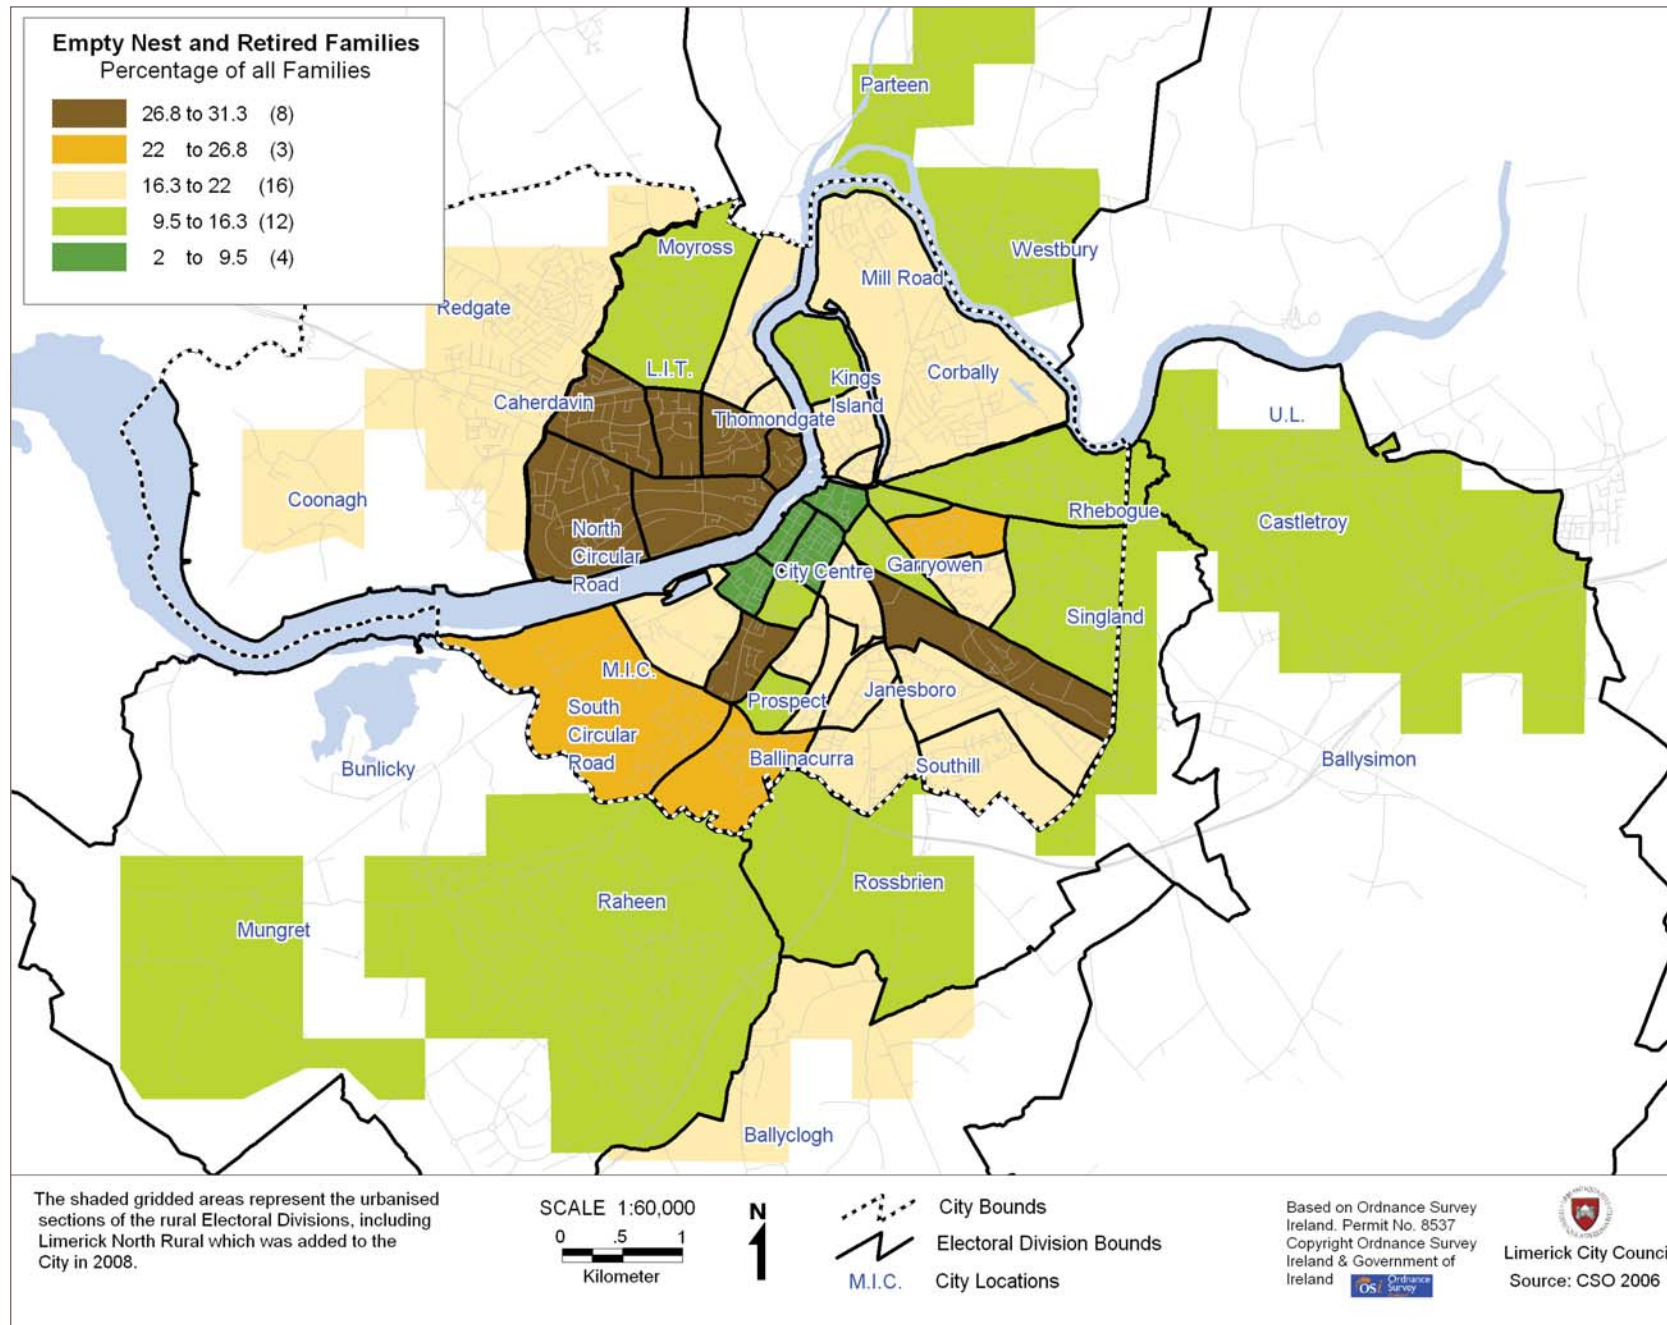 Empty Nest and Retired Families
Percentage of all Families
26.8 to 31.3 (8)
22 to 26.8 (3)
16.3 to 22 (16)
9.5 to 16.3 (12)
2 to 9.5 (4)
Parteen
Moyross
Westbury
Mill Road
Redgate
L.I.T.
Corbally
Kings
Island
Caherdavin
Thomondgate
U.L.
Coonagh
Rhebogue
Castletroy
North
Circular
Road
City Centre
Garryowen
Singland
M.I.C.
Prospect
Janesboro
South
Circular
Road
Ballinacurra
Southill
Bunlicky
Ballysimon
Rossbrien
Raheen
Mungret
Ballyclogh
The shaded gridded areas represent the urbanised
sections of the rural Electoral Divisions, including
Limerick North Rural which was added to the
City in 2008.
SCALE 1:60,000
0 .5 1
Kilometer
N
City Bounds
Electoral Division Bounds
M.I.C. City Locations
Based on Ordnance Survey
Ireland. Permit No. 8537
Copyright Ordnance Survey
Ireland & Government of
Ireland
OSi Ordnance
Survey
Limerick City Counci
Source: CSO 2006